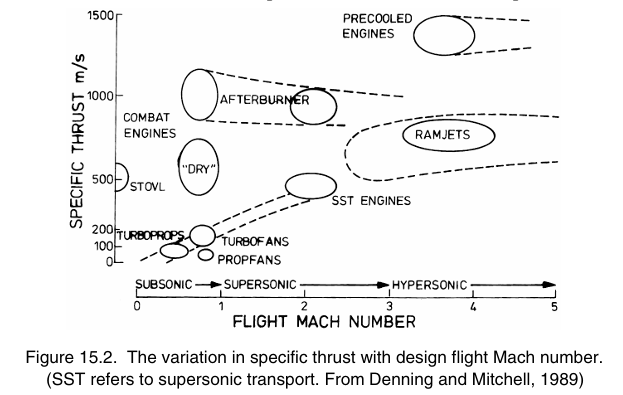 1500
PRECOOLED
ENGINES
SPECIFIC THRUST m/s
1000
AFTERBURNER
COMBAT
ENGINES
RAMJETS
"DRY"
500
STOVL
SST ENGINES
200
TURBOPROPS
TURBOFANS
100
PROPFANS
0
SUBSONIC
SUPERSONIC
HYPERSONIC
0 1 2 3 4 5
FLIGHT MACH NUMBER
Figure 15.2. The variation in specific thrust with design flight Mach number.
(SST refers to supersonic transport. From Denning and Mitchell, 1989)